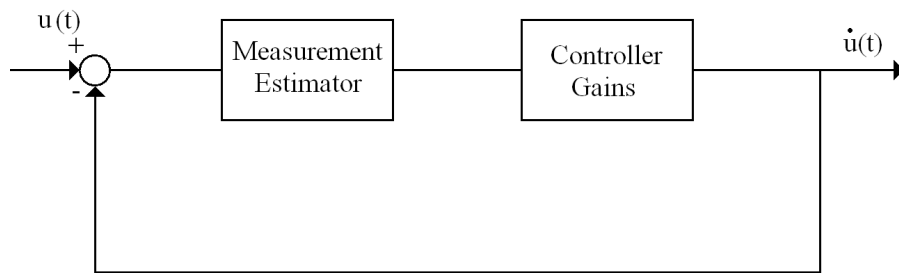 u(t)
+
-
Measurement
Estimator
Controller
Gains
u̇(t)